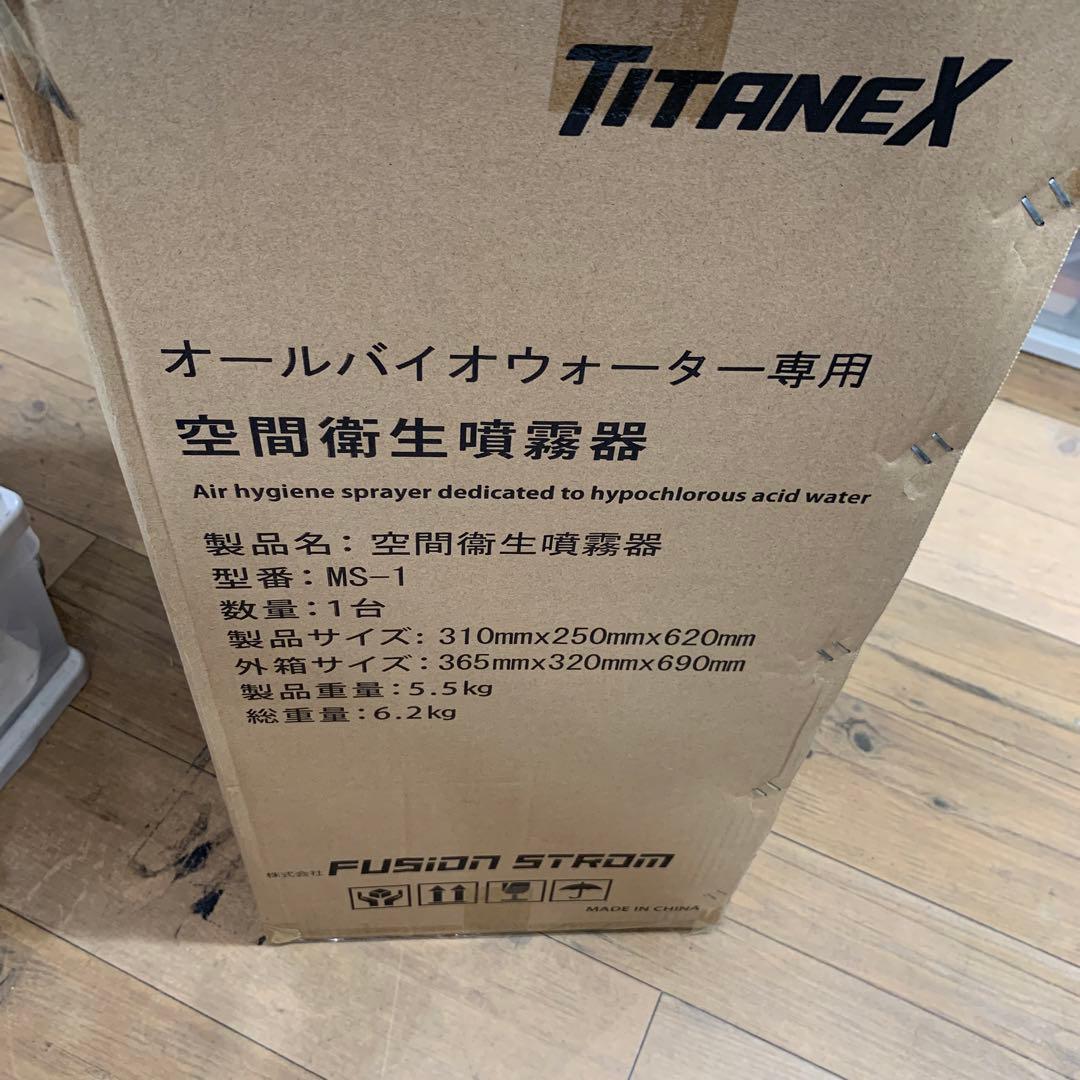 TITANEX
オールバイオウォーター専用
空間衛生噴霧器
Air hygiene sprayer dedicated to hypochlorous acid water
製品名：空間衛生噴霧器
型番：MS-1
数量：1台
製品サイズ：310mmx250mmx620mm
外箱サイズ：365mmx320mmx690mm
製品重量：5.5kg
総重量：6.2kg
株式会社 FUSION STROM
MADE IN CHINA